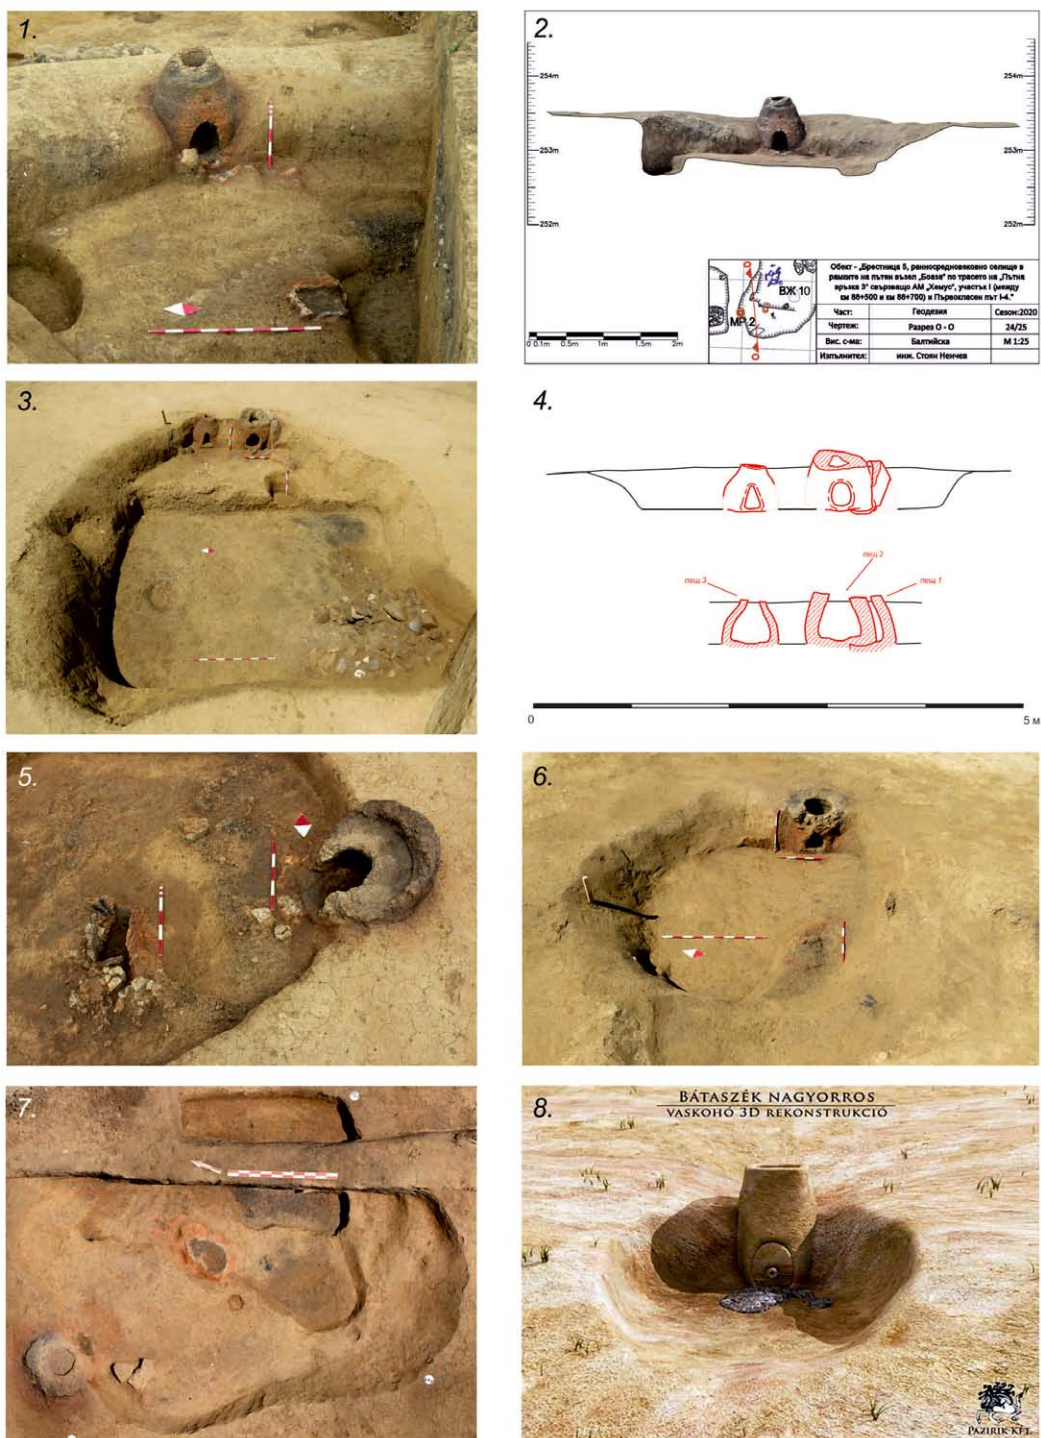 1.
2.
254m
254m
253m
253m
252m
252m
0 0.1m 0.5m 1m 1.5m 2m
ВЖ 10
МР 2
Обект - „Брестница 5, ранносредновековно селище в
рамките на пътен възел „Боаза“ по трасето на „Пътна
връзка 3“ свързващо АМ „Хемус“, участък I (между
км 88+500 и км 88+700) и Първокласен път I-4.“
Част: Геодезия Сезон:2020
Чертеж: Разрез O - O 24/25
Вис. с-ма: Балтийска М 1:25
Изпълнител: инж. Стоян Ненчев
3.
4.
пещ 2
пещ 3
пещ 1
0 5 м
5.
6.
7.
8.
BÁTASZÉK NAGYORROS
VASKOHÓ 3D REKONSTRUKCIÓ
PAZIRIK KFT.